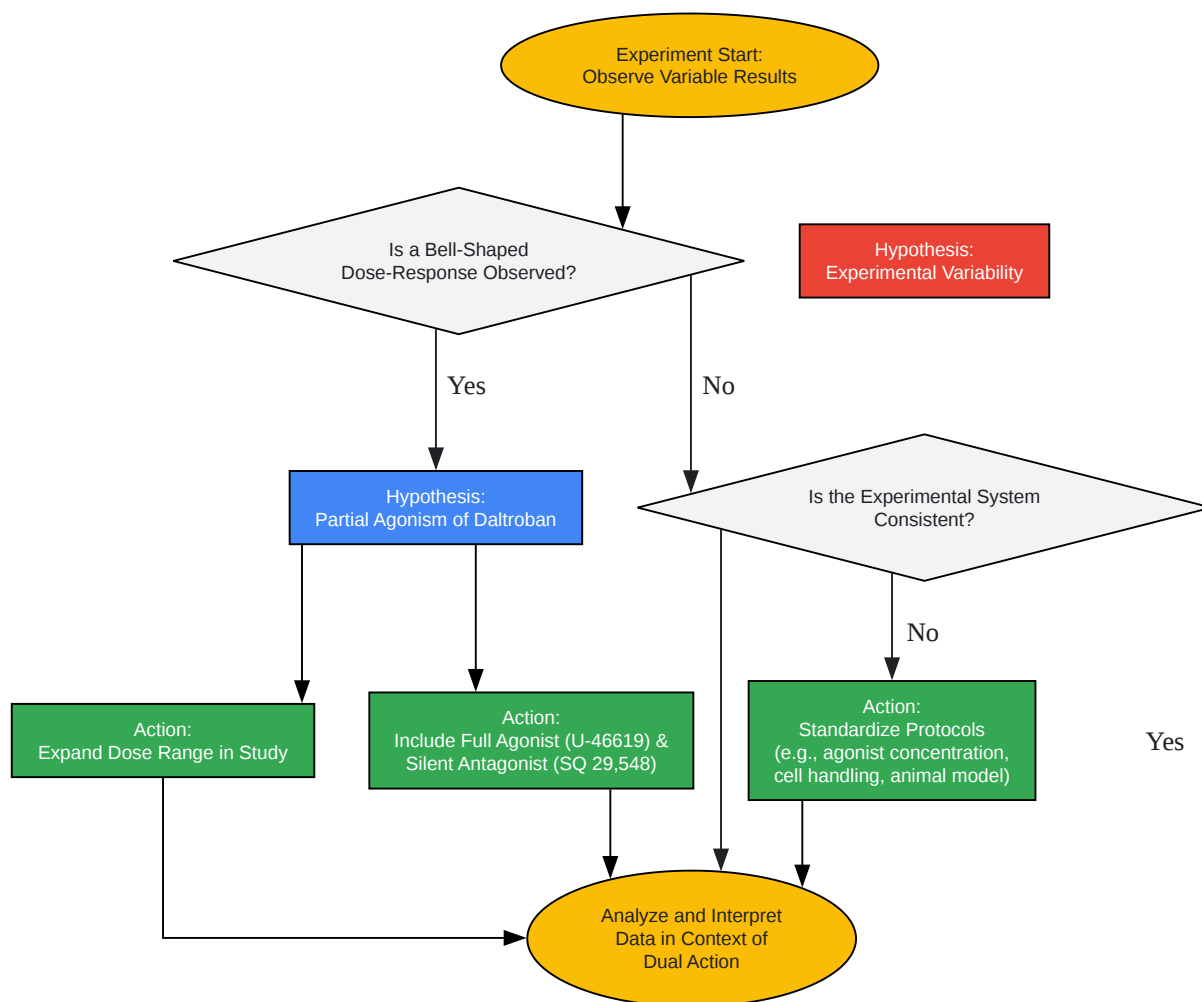 Experiment Start:
Observe Variable Results
Is a Bell-Shaped
Dose-Response Observed?
Hypothesis:
Experimental Variability
Yes
No
Hypothesis:
Partial Agonism of Daltroban
Is the Experimental System
Consistent?
No
Action:
Expand Dose Range in Study
Action:
Include Full Agonist (U-46619) &
Silent Antagonist (SQ 29,548)
Action:
Standardize Protocols
(e.g., agonist concentration,
cell handling, animal model)
Yes
Analyze and Interpret
Data in Context of
Dual Action